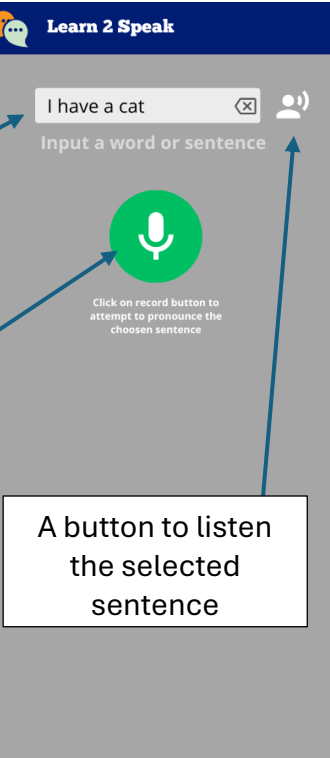 Learn 2 Speak
I have a cat
Input a word or sentence
Click on record button to
attempt to pronounce the
choosen sentence
A button to listen
the selected
sentence